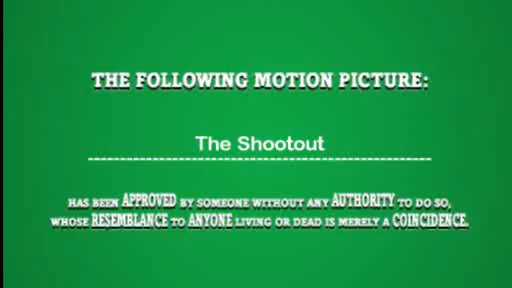 THE FOLLOWING MOTION PICTURE:
The Shootout
HAS BEEN APPROVED BY SOMEONE WITHOUT ANY AUTHORITY TO DO SO,
WHOSE RESEMBLANCE TO ANYONE LIVING OR DEAD IS MERELY A COINCIDENCE.